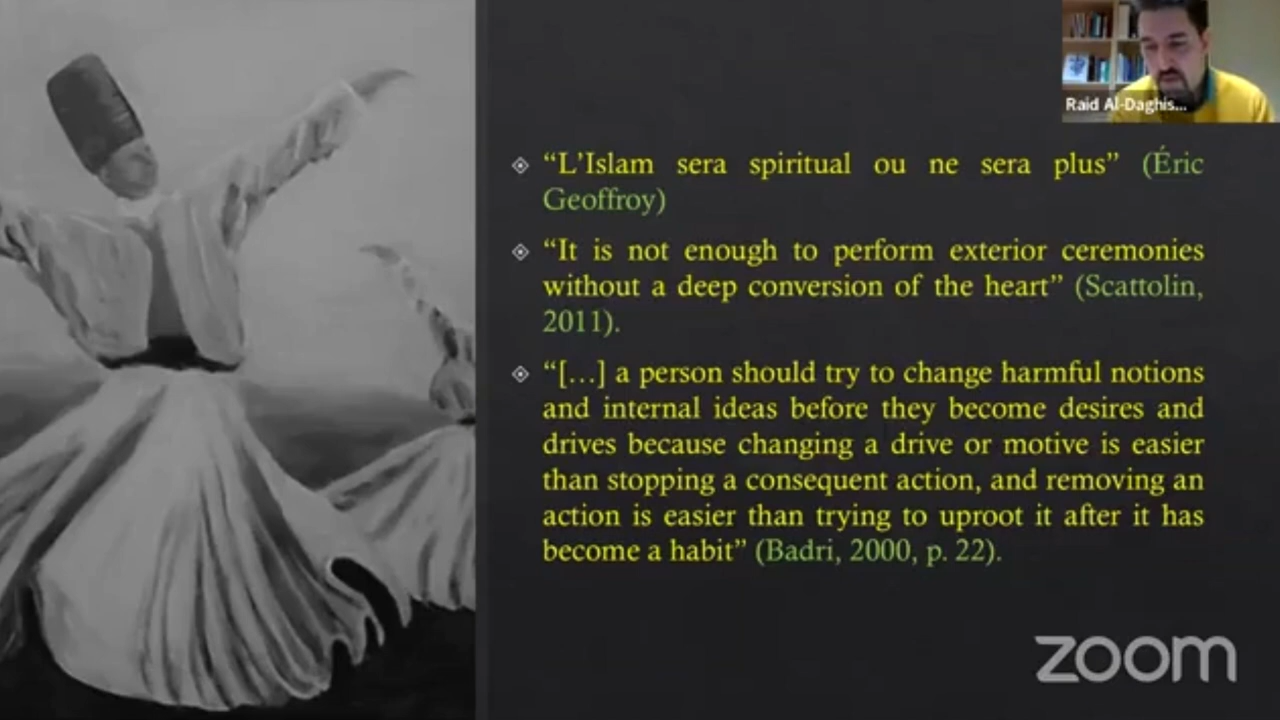 Raid Al-Daghis...
“L’Islam sera spiritual ou ne sera plus” (Éric
Geoffroy)
“It is not enough to perform exterior ceremonies
without a deep conversion of the heart” (Scattolin,
2011).
“[…] a person should try to change harmful notions
and internal ideas before they become desires and
drives because changing a drive or motive is easier
than stopping a consequent action, and removing an
action is easier than trying to uproot it after it has
become a habit” (Badri, 2000, p. 22).
zoom